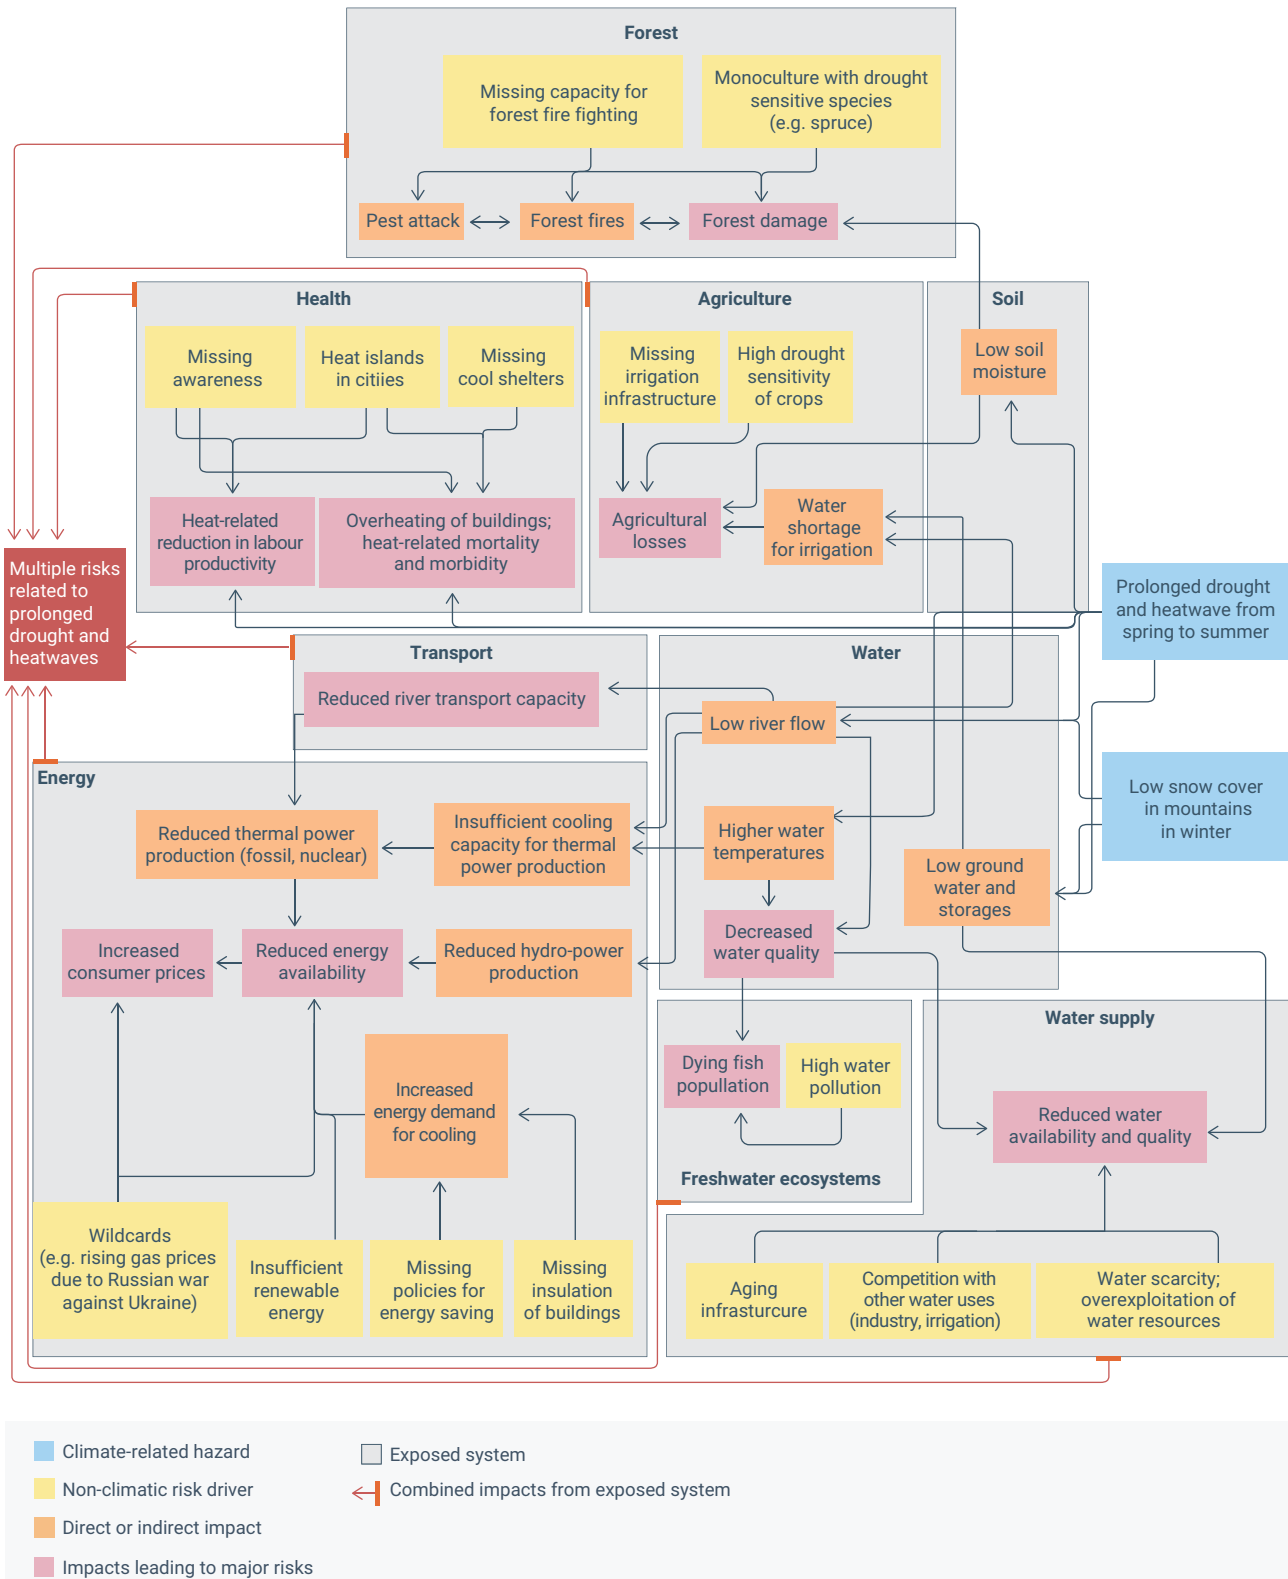 Forest
Missing capacity for
forest fire fighting
Monoculture with drought
sensitive species
(e.g. spruce)
Pest attack
Forest fires
Forest damage
Health
Missing
awareness
Heat islands
in citiies
Missing
cool shelters
Heat-related
reduction in labour
productivity
Overheating of buildings;
heat-related mortality
and morbidity
Agriculture
Missing
irrigation
infrastructure
High drought
sensitivity
of crops
Agricultural
losses
Water
shortage
for irrigation
Soil
Low soil
moisture
Multiple risks
related to
prolonged
drought and
heatwaves
Prolonged drought
and heatwave from
spring to summer
Low snow cover
in mountains
in winter
Transport
Reduced river transport capacity
Water
Low river flow
Higher water
temperatures
Low ground
water and
storages
Decreased
water quality
Energy
Reduced thermal power
production (fossil, nuclear)
Insufficient cooling
capacity for thermal
power production
Increased
consumer prices
Reduced energy
availability
Reduced hydro-power
production
Increased
energy demand
for cooling
Wildcards
(e.g. rising gas prices
due to Russian war
against Ukraine)
Insufficient
renewable
energy
Missing
policies for
energy saving
Missing
insulation
of buildings
Dying fish
popullation
High water
pollution
Freshwater ecosystems
Water supply
Reduced water
availability and quality
Aging
infrasturcure
Competition with
other water uses
(industry, irrigation)
Water scarcity;
overexploitation of
water resources
Climate-related hazard
Non-climatic risk driver
Direct or indirect impact
Impacts leading to major risks
Exposed system
Combined impacts from exposed system